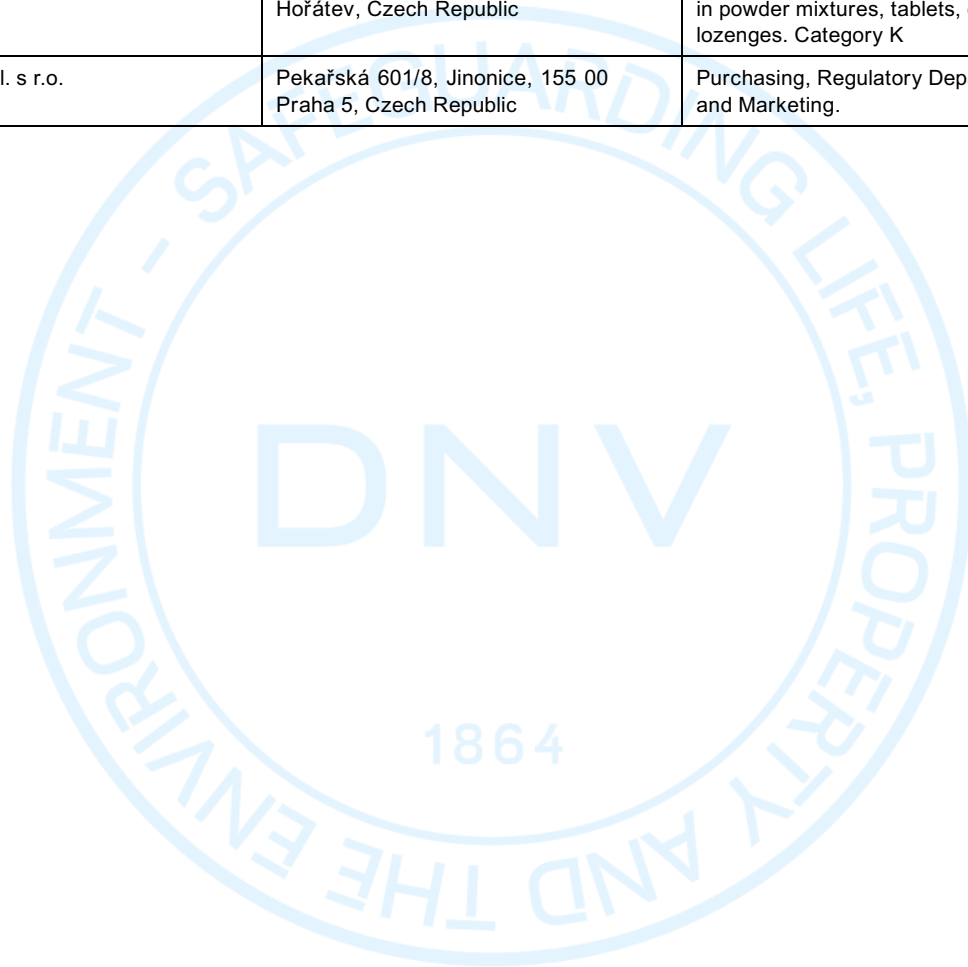 Hořátev, Czech Republic
in powder mixtures, tablets,
lozenges. Category K
l. s r.o.
Pekařská 601/8, Jinonice, 155 00
Praha 5, Czech Republic
Purchasing, Regulatory Dep
and Marketing.
SAFEGUARDING LIFE, PROPERTY AND THE ENVIRONMENT -
DNV
1864